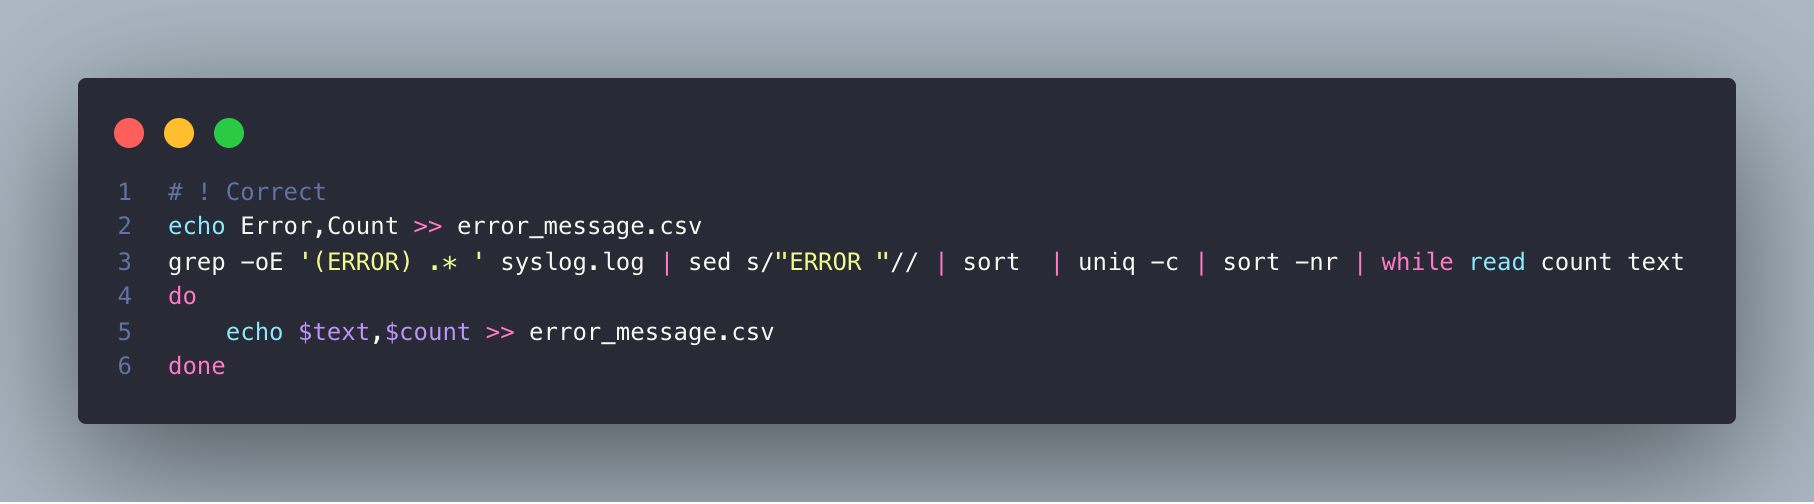 1 # ! Correct
2 echo Error,Count >> error_message.csv
3 grep -oE '(ERROR) .* ' syslog.log | sed s/"ERROR "// | sort  | uniq -c | sort -nr | while read count text
4 do
5     echo $text,$count >> error_message.csv
6 done